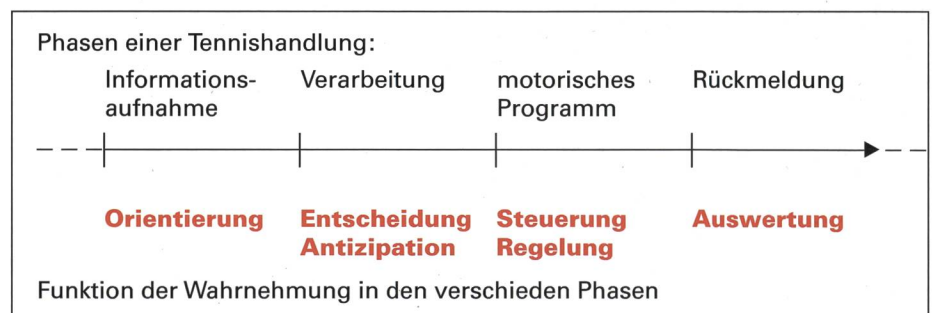 Phasen einer Tennishandlung:
Informations- Verarbeitung motorisches Rückmeldung
aufnahme Programm
Orientierung Entscheidung Steuerung Auswertung
Antizipation Regelung
Funktion der Wahrnehmung in den verschieden Phasen